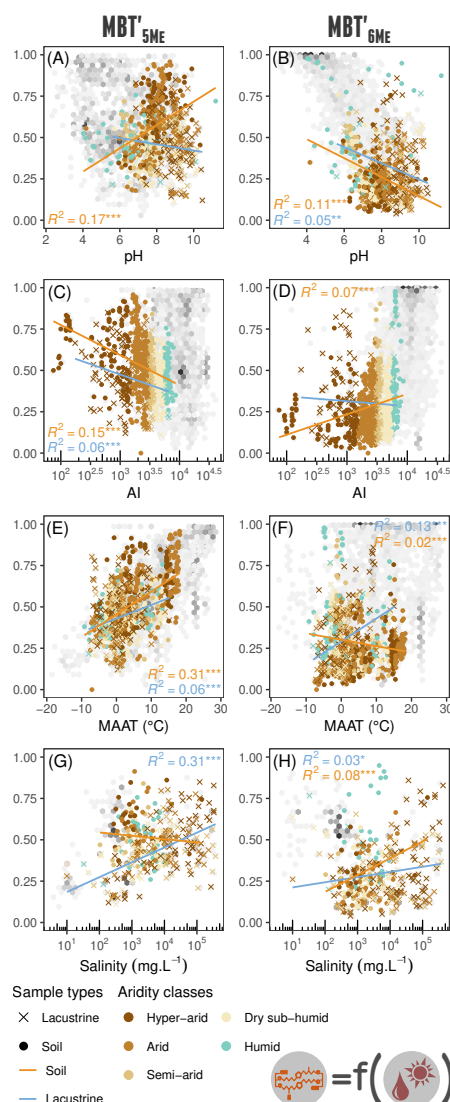 MBT'5Me MBT'6Me
(A) (B)
1.00 1.00
0.75 0.75
0.50 0.50
0.25 0.25
0.00 0.00
R² = 0.17*** R² = 0.11***
R² = 0.05**
2 4 6 8 10 4 6 8 10
pH pH
(C) (D) R² = 0.07***
1.00 1.00
0.75 0.75
0.50 0.50
0.25 0.25
0.00 0.00
R² = 0.15***
R² = 0.06***
10² 10^2.5 10³ 10^3.5 10⁴ 10^4.5 10² 10^2.5 10³ 10^3.5 10⁴ 10^4.5
AI AI
(E) (F) R² = 0.13***
R² = 0.02***
1.00 1.00
0.75 0.75
0.50 0.50
0.25 0.25
0.00 0.00
R² = 0.31***
R² = 0.06***
−20 −10 0 10 20 30 −20 −10 0 10 20 30
MAAT (°C) MAAT (°C)
(G) R² = 0.31*** (H) R² = 0.03*
R² = 0.08***
1.00 1.00
0.75 0.75
0.50 0.50
0.25 0.25
0.00 0.00
10¹ 10² 10³ 10⁴ 10⁵ 10¹ 10² 10³ 10⁴ 10⁵
Salinity (mg.L⁻¹) Salinity (mg.L⁻¹)
Sample types Aridity classes
Lacustrine Hyper−arid Dry sub−humid
Soil Arid Humid
Soil Semi−arid
Lacustrine
=f( )